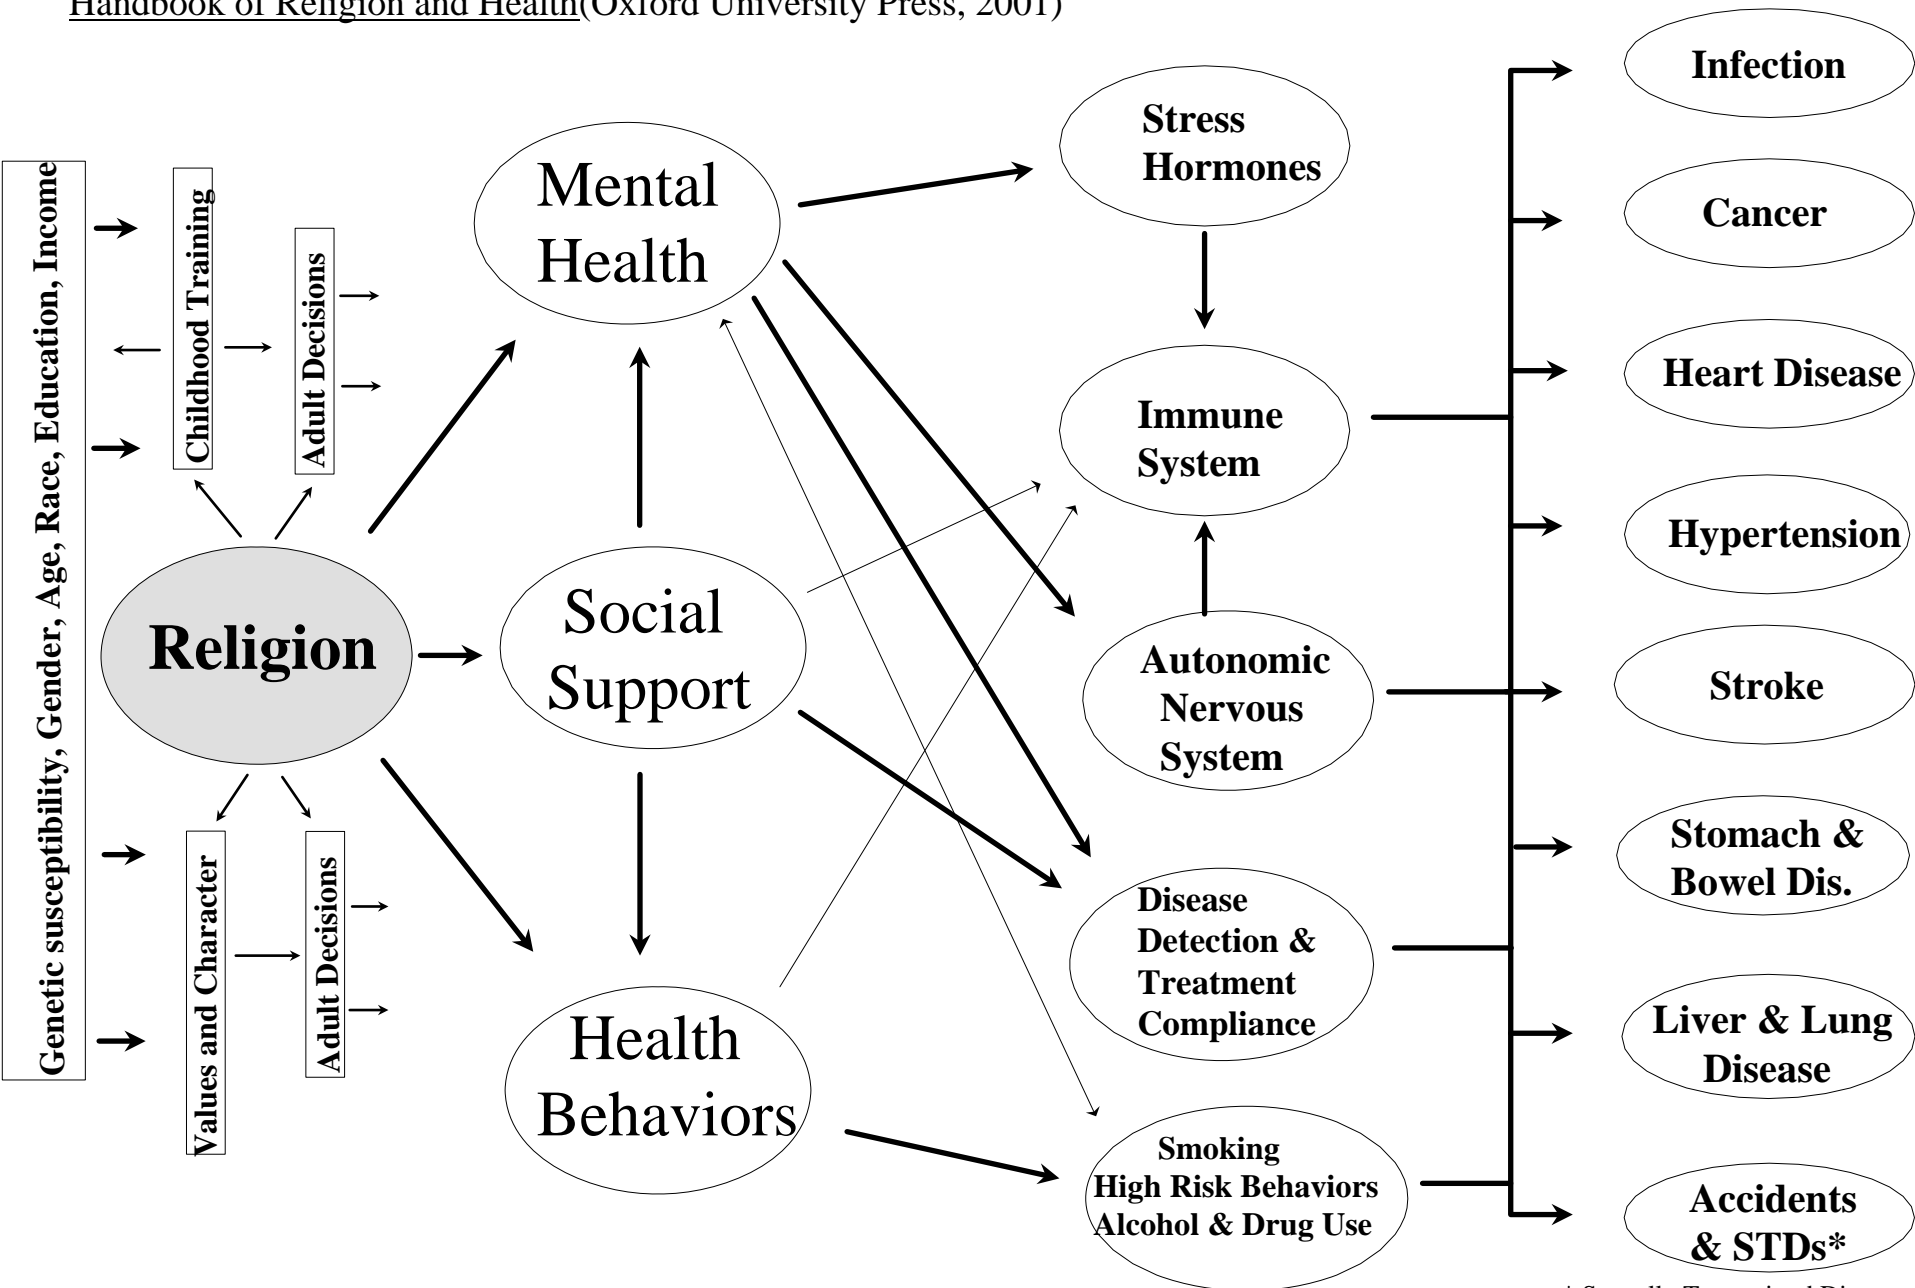 Handbook of Religion and Health(Oxford University Press, 2001)
Genetic susceptibility, Gender, Age, Race, Education, Income
Childhood Training
Adult Decisions
Religion
Values and Character
Adult Decisions
Mental
Health
Social
Support
Health
Behaviors
Stress
Hormones
Immune
System
Autonomic
Nervous
System
Disease
Detection &
Treatment
Compliance
Smoking
High Risk Behaviors
Alcohol & Drug Use
Infection
Cancer
Heart Disease
Hypertension
Stroke
Stomach &
Bowel Dis.
Liver & Lung
Disease
Accidents
& STDs*